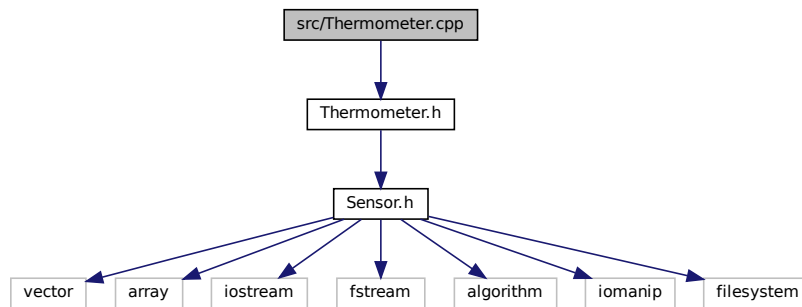 src/Thermometer.cpp
Thermometer.h
Sensor.h
vector
array
iostream
fstream
algorithm
iomanip
filesystem